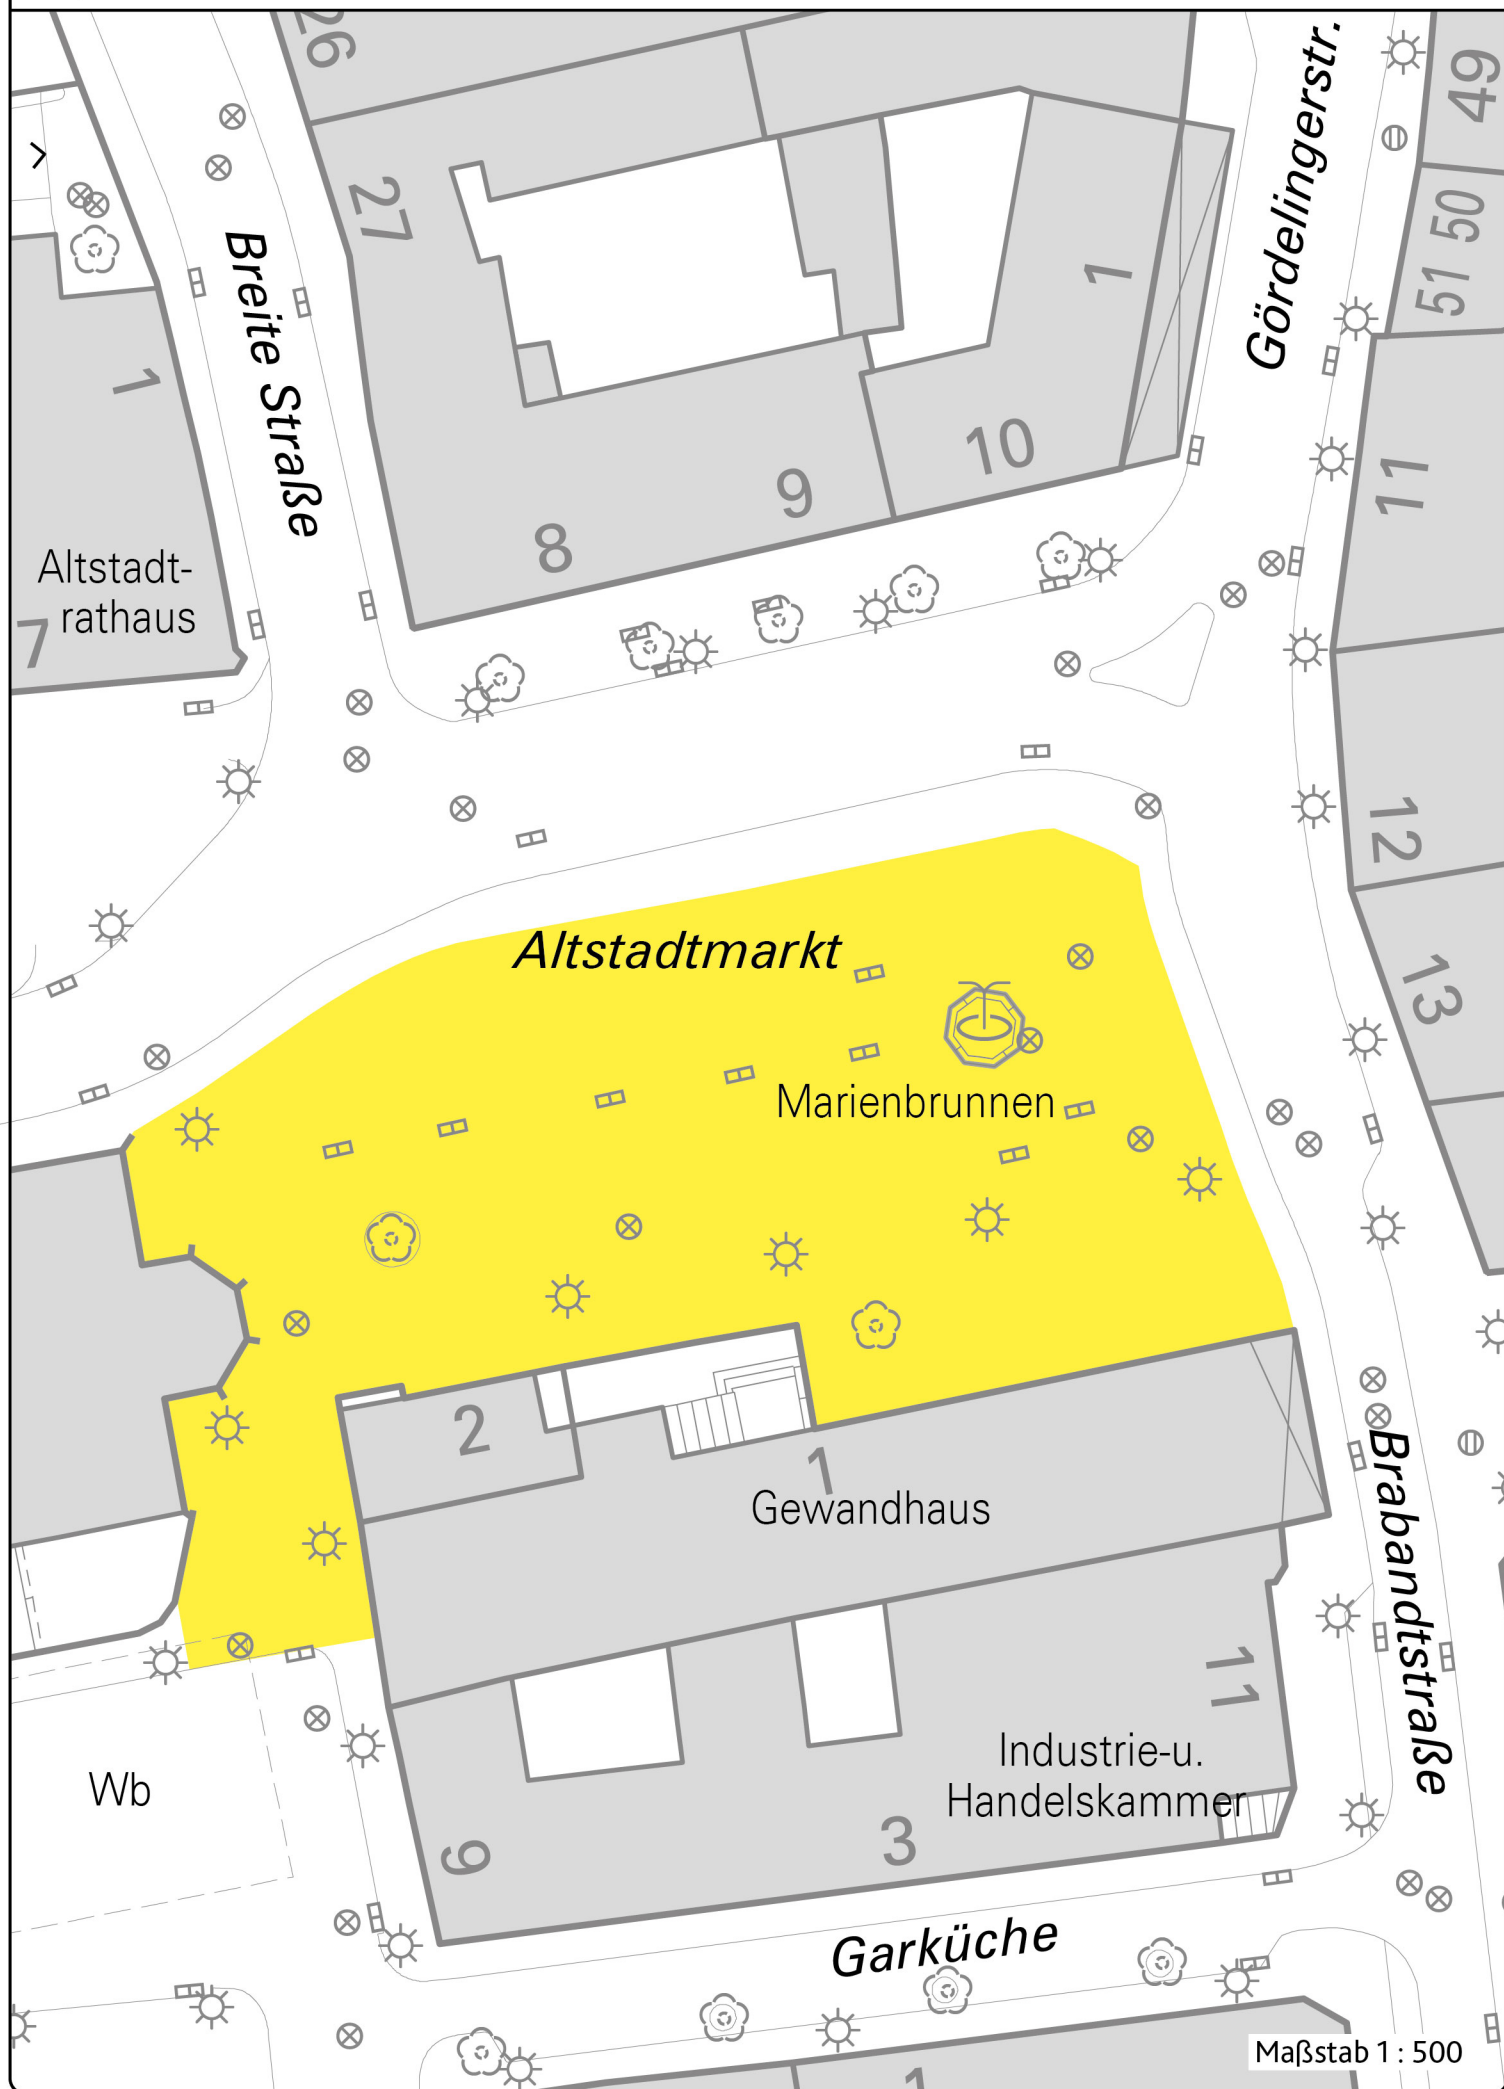 26
Gördelingerstr.
49
50
51
27
Breite Straße
1
1
10
9
8
11
Altstadt-
rathaus
7
12
Altstadtmarkt
13
Marienbrunnen
2
1
Gewandhaus
Brabandtstraße
11
Industrie-u.
Handelskammer
Wb
3
9
Garküche
Maßstab 1 : 500
1